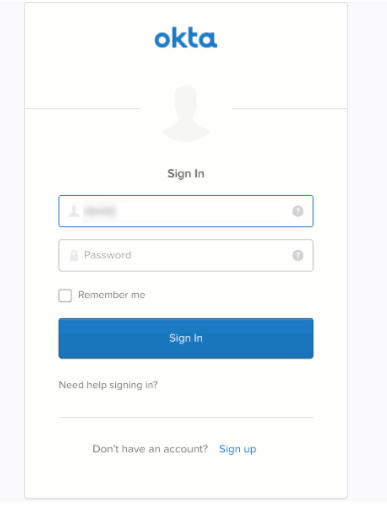 okta
Sign In
Password
Remember me
Sign In
Need help signing in?
Don't have an account? Sign up